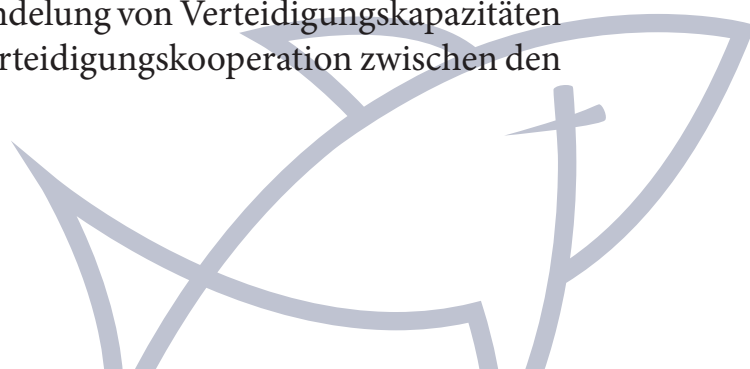 ndelung von Verteidigungskapazitäten
rteidigungskooperation zwischen den